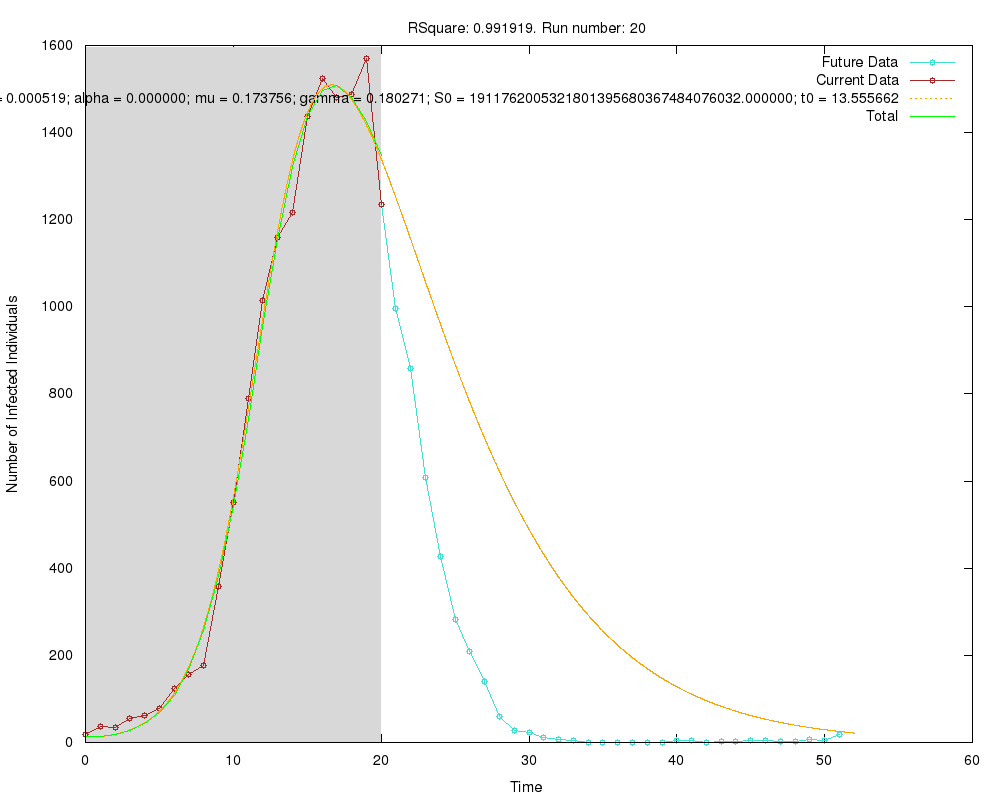 RSquare: 0.991919. Run number: 20
1600
1400
1200
1000
800
600
400
200
0
0 10 20 30 40 50 60
Number of Infected Individuals
Time
Future Data
Current Data
= 0.000519; alpha = 0.000000; mu = 0.173756; gamma = 0.180271; S0 = 191176200532180139568036748407603​2.000000; t0 = 13.555662
Total